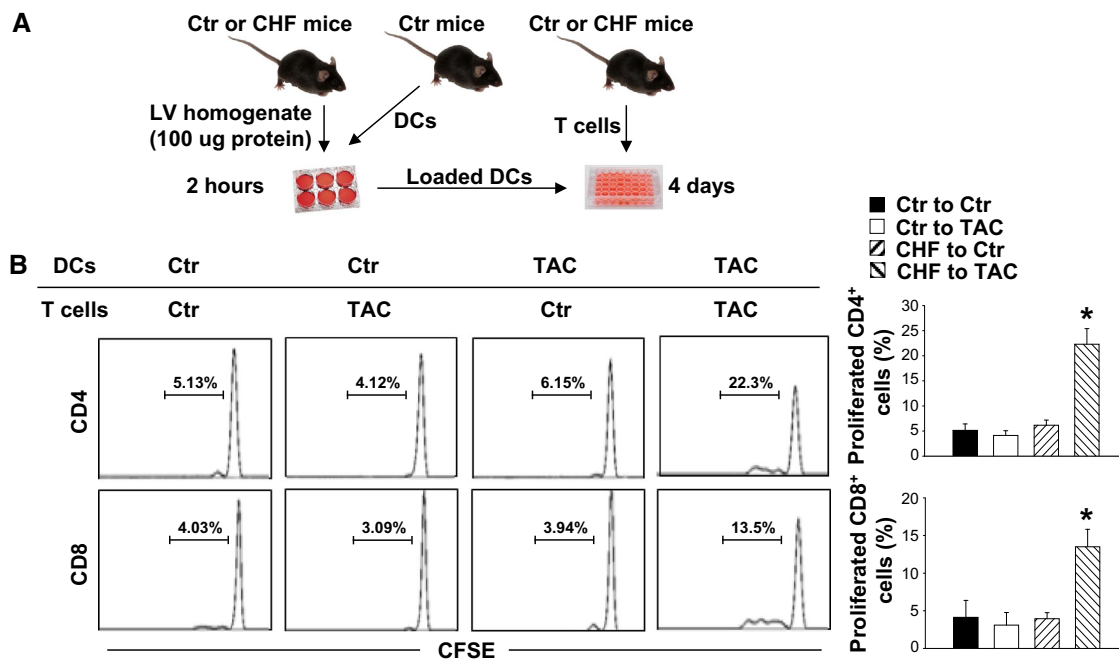 A
Ctr or CHF mice
Ctr mice
Ctr or CHF mice
LV homogenate
(100 ug protein)
DCs
T cells
2 hours
Loaded DCs
4 days
Ctr to Ctr
Ctr to TAC
CHF to Ctr
CHF to TAC
B
DCs Ctr Ctr TAC TAC
T cells Ctr TAC Ctr TAC
CD4
5.13% 4.12% 6.15% 22.3%
CD8
4.03% 3.09% 3.94% 13.5%
CFSE
Proliferated CD4+
cells (%)
30
25
20
15
10
5
0
*
Proliferated CD8+
cells (%)
20
15
10
5
0
*